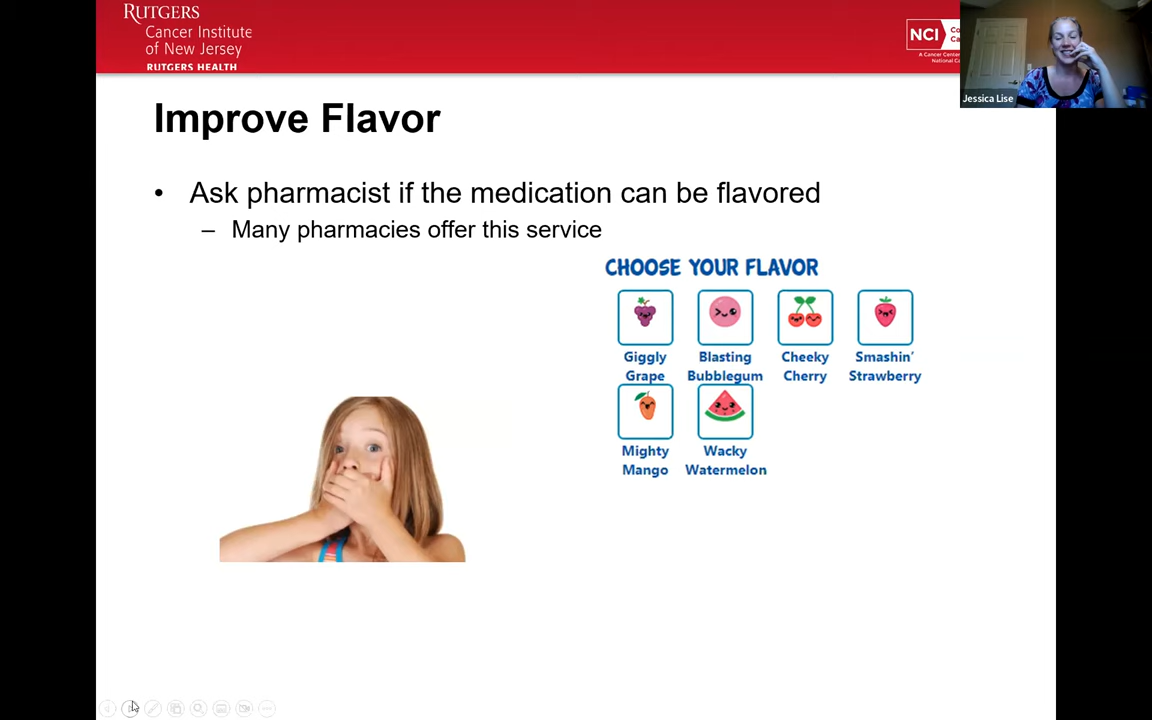 RUTGERS
Cancer Institute
of New Jersey
RUTGERS HEALTH
NCI
Co
Ca
A Cancer Center
National Ca
Jessica Lise
Improve Flavor
• Ask pharmacist if the medication can be flavored
– Many pharmacies offer this service
CHOOSE YOUR FLAVOR
Giggly Blasting Cheeky Smashin'
Grape Bubblegum Cherry Strawberry
Mighty Wacky
Mango Watermelon